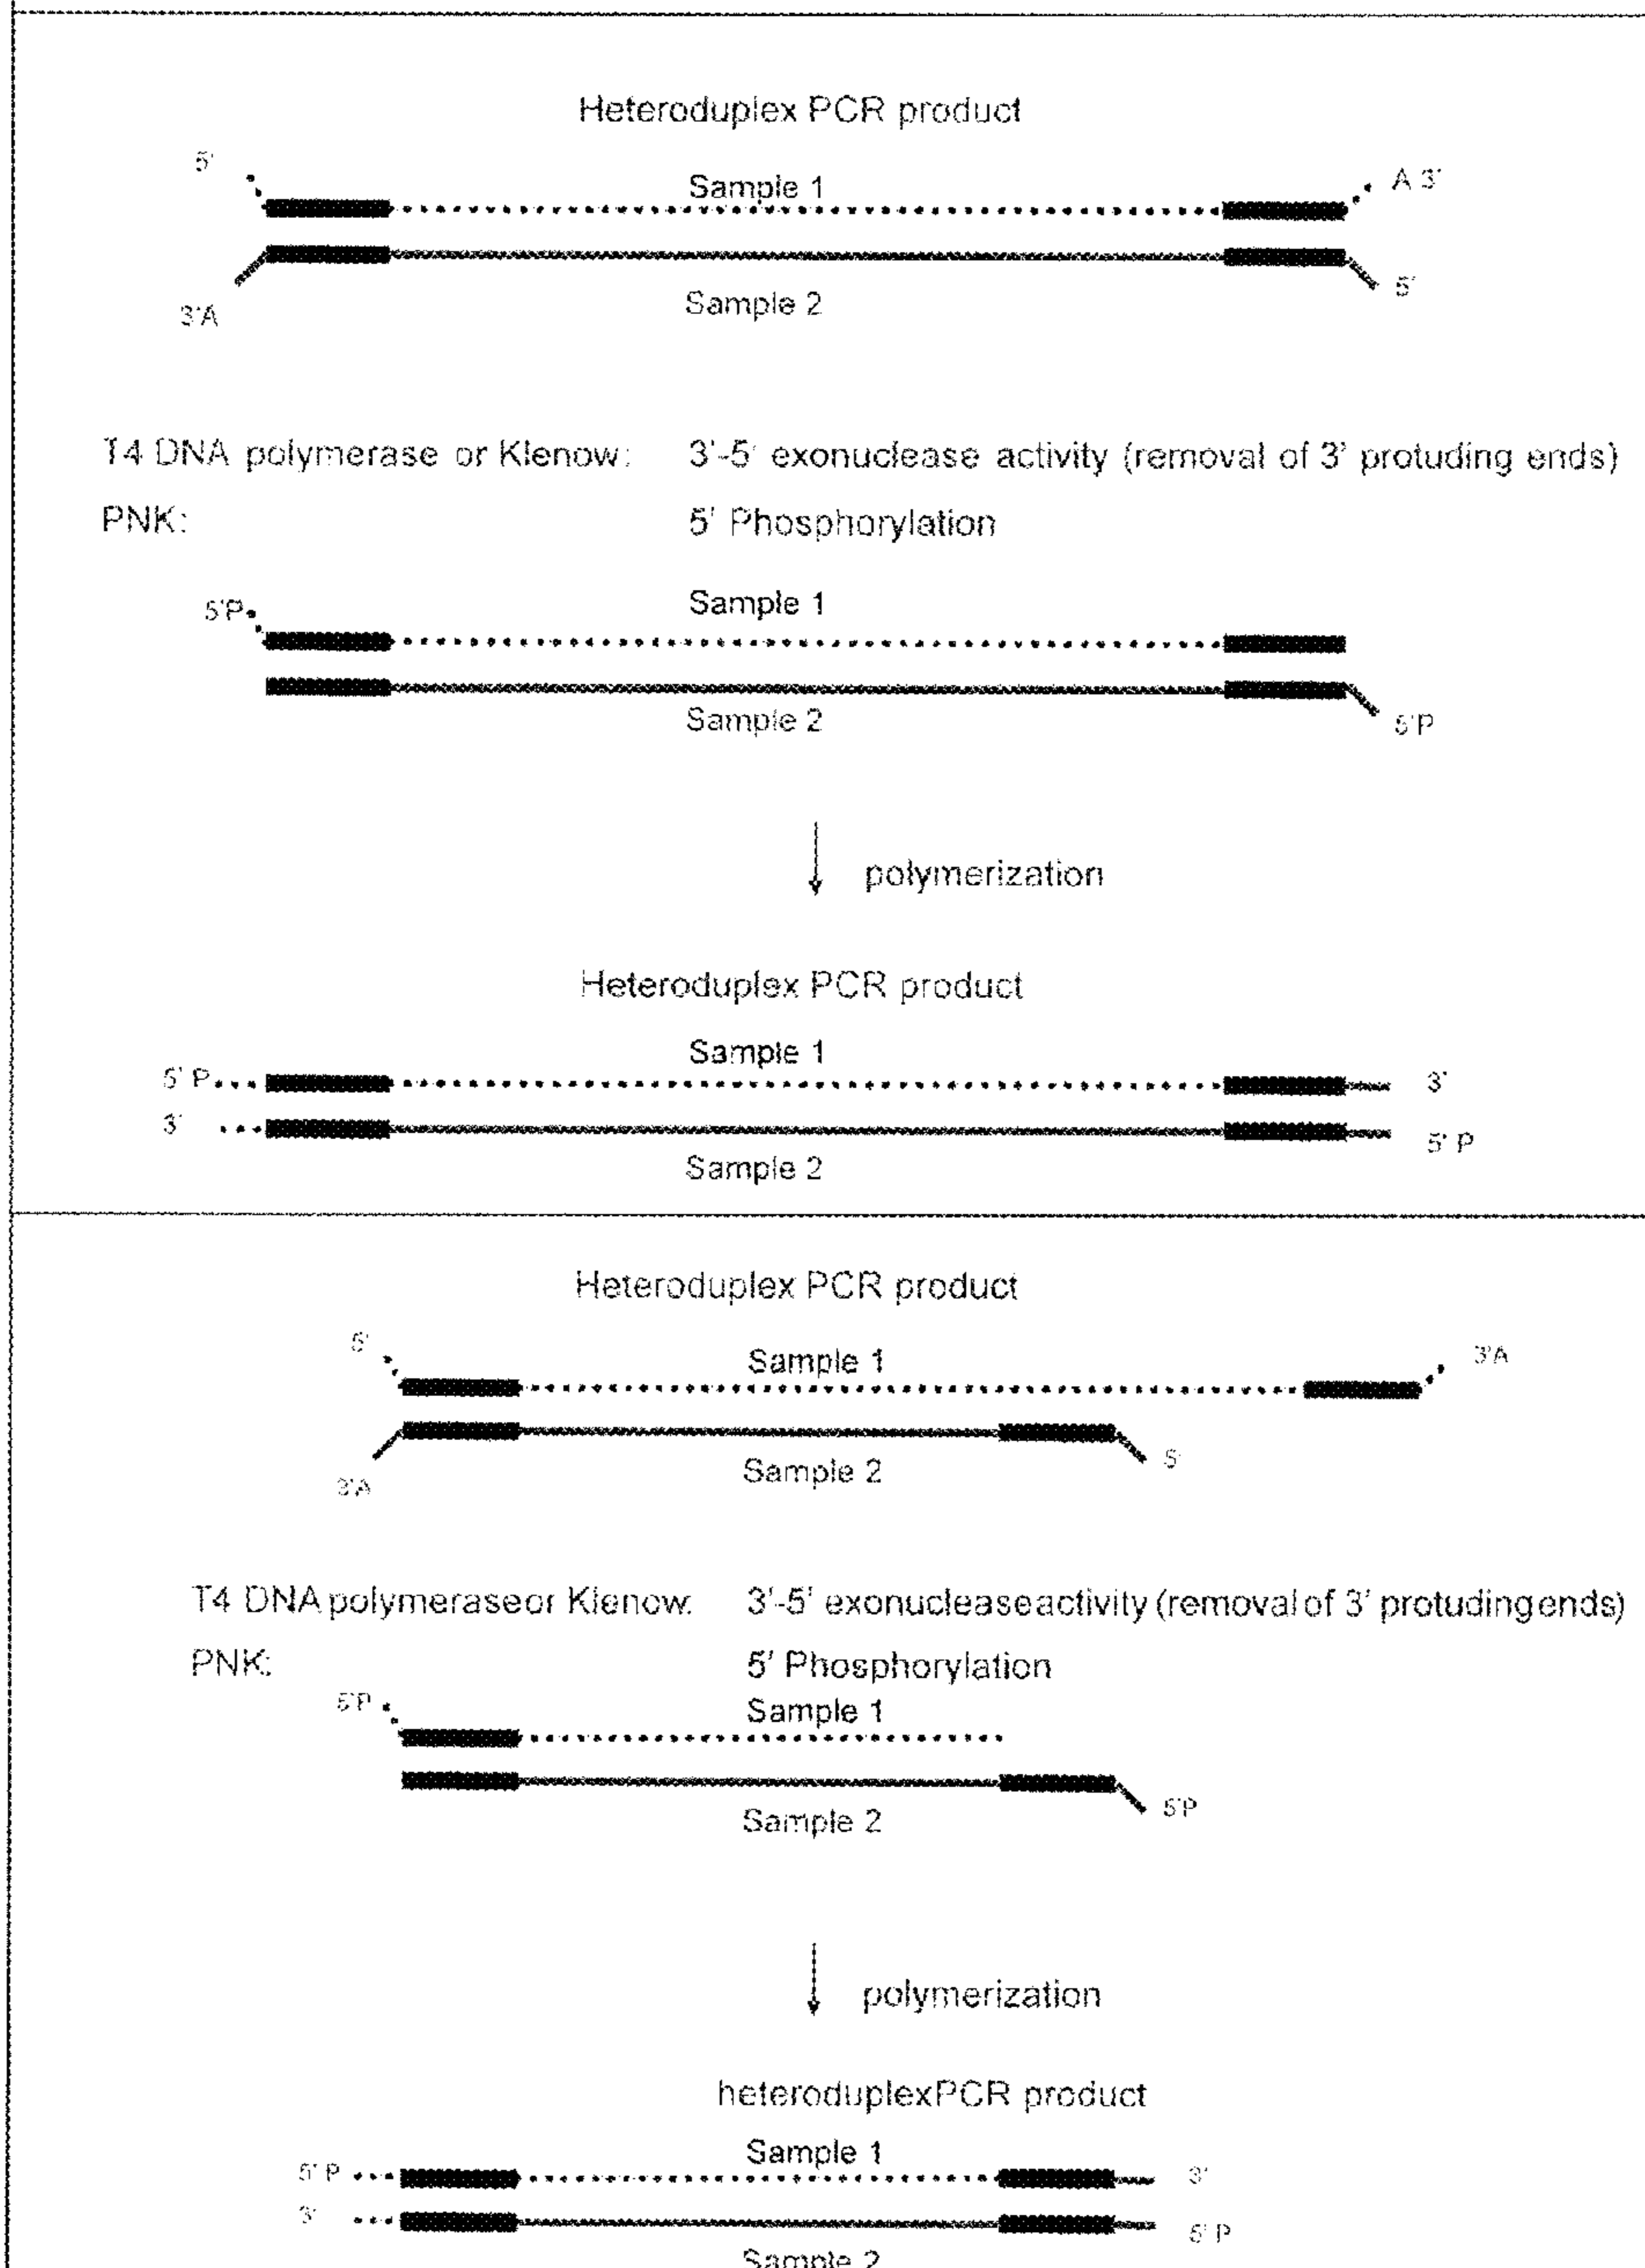 Heteroduplex PCR product
5'
Sample 1
A 3'
3'A
Sample 2
5'
T4 DNA polymerase or Klenow: 3'-5' exonuclease activity (removal of 3' protuding ends)
PNK: 5' Phosphorylation
5'P
Sample 1
Sample 2
5'P
polymerization
Heteroduplex PCR product
Sample 1
5' P 3'
3' 5' P
Sample 2
Heteroduplex PCR product
5'
Sample 1
3'A
3'A
Sample 2
5'
T4 DNA polymeraseor Klenow: 3'-5' exonucleaseactivity (removalof 3' protudingends)
PNK: 5' Phosphorylation
5'P
Sample 1
Sample 2
5'P
polymerization
heteroduplexPCR product
Sample 1
5' P 3'
3' 5' P
Sample 2